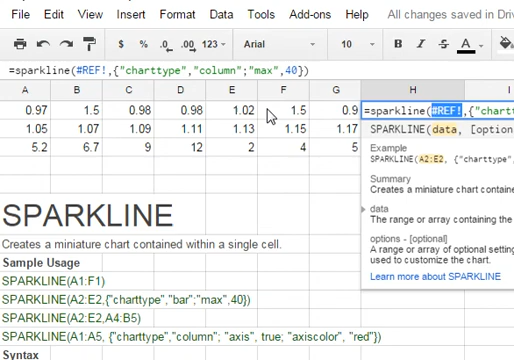 File Edit View Insert Format Data Tools Add-ons Help All changes saved in Driv
$ % .0 .00 123 Arial 10 B I S A
=sparkline(#REF!,{"charttype","column";"max",40})
A B C D E F G H I
0.97 1.5 0.98 0.98 1.02 1.5 0.9 =sparkline(#REF!,{"chartt
1.05 1.07 1.09 1.11 1.13 1.15 1.17 SPARKLINE(data, [option
5.2 6.7 9 12 2 4 5
Example
SPARKLINE(A2:E2, {"charttype",
Summary
Creates a miniature chart contained
data
The range or array containing the
options - [optional]
A range or array of optional setting
used to customize the chart.
Learn more about SPARKLINE
SPARKLINE
Creates a miniature chart contained within a single cell.
Sample Usage
SPARKLINE(A1:F1)
SPARKLINE(A2:E2,{"charttype","bar";"max",40})
SPARKLINE(A2:E2,A4:B5)
SPARKLINE(A1:A5, {"charttype","column"; "axis", true; "axiscolor", "red"})
Syntax